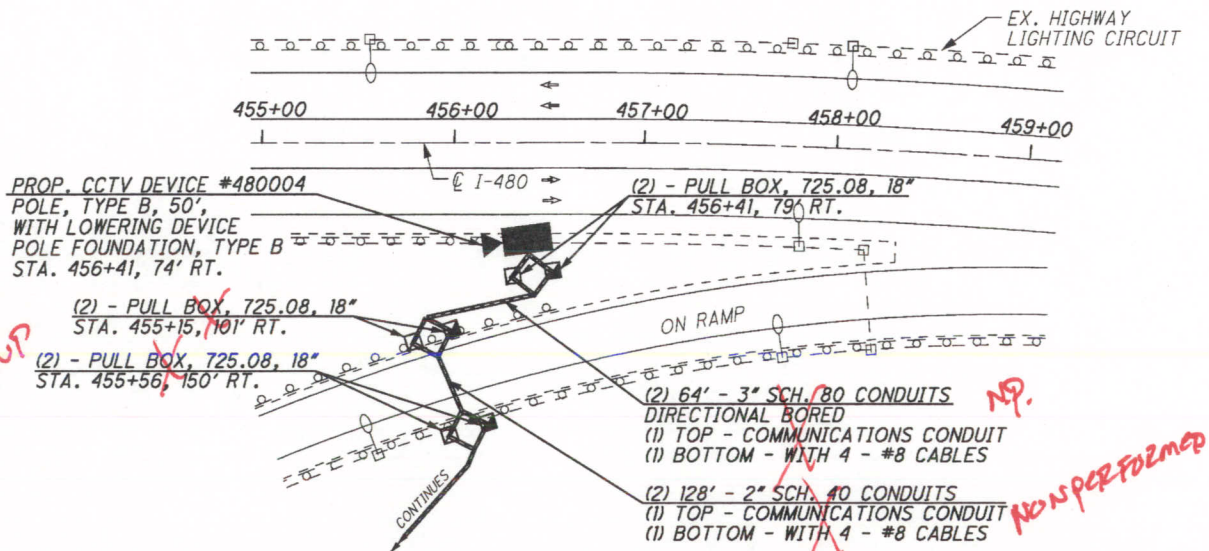 EX. HIGHWAY
LIGHTING CIRCUIT
455+00 456+00 457+00 458+00 459+00
℄ I-480
PROP. CCTV DEVICE #480004
POLE, TYPE B, 50',
WITH LOWERING DEVICE
POLE FOUNDATION, TYPE B
STA. 456+41, 74' RT.
(2) - PULL BOX, 725.08, 18"
STA. 456+41, 79' RT.
(2) - PULL BOX, 725.08, 18"
STA. 455+15, 101' RT.
(2) - PULL BOX, 725.08, 18"
STA. 455+56, 150' RT.
ON RAMP
(2) 64' - 3" SCH. 80 CONDUITS
DIRECTIONAL BORED
(1) TOP - COMMUNICATIONS CONDUIT
(1) BOTTOM - WITH 4 - #8 CABLES
NP.
(2) 128' - 2" SCH. 40 CONDUITS
(1) TOP - COMMUNICATIONS CONDUIT
(1) BOTTOM - WITH 4 - #8 CABLES
NONPERFORMED
CONTINUES